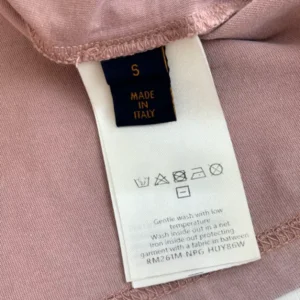 S
MADE
IN
ITALY
Gentle wash with low
temperature.
Wash inside out in a net.
Iron inside out protecting
garment with a fabric in between
RM261M-NPG HUY86W